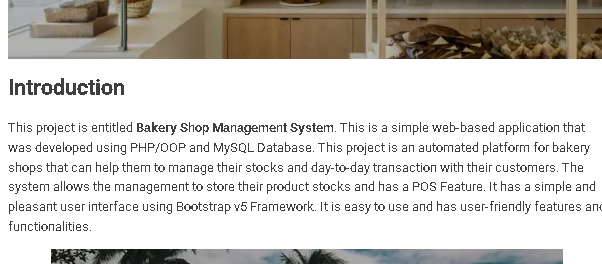 Introduction
This project is entitled Bakery Shop Management System. This is a simple web-based application that
was developed using PHP/OOP and MySQL Database. This project is an automated platform for bakery
shops that can help them to manage their stocks and day-to-day transaction with their customers. The
system allows the management to store their product stocks and has a POS Feature. It has a simple and
pleasant user interface using Bootstrap v5 Framework. It is easy to use and has user-friendly features and
functionalities.